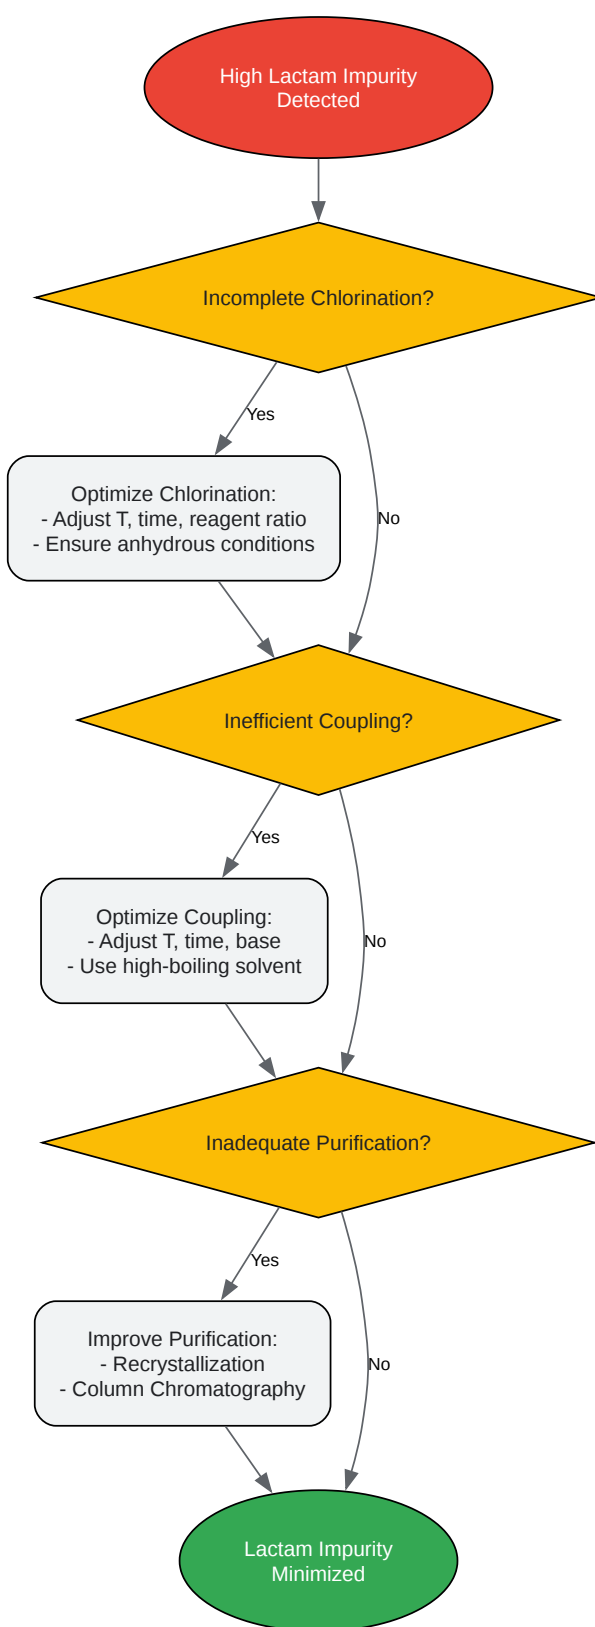 High Lactam Impurity
Detected
Incomplete Chlorination?
Yes
Optimize Chlorination:
- Adjust T, time, reagent ratio
- Ensure anhydrous conditions
No
Inefficient Coupling?
Yes
Optimize Coupling:
- Adjust T, time, base
- Use high-boiling solvent
No
Inadequate Purification?
Yes
Improve Purification:
- Recrystallization
- Column Chromatography
No
Lactam Impurity
Minimized